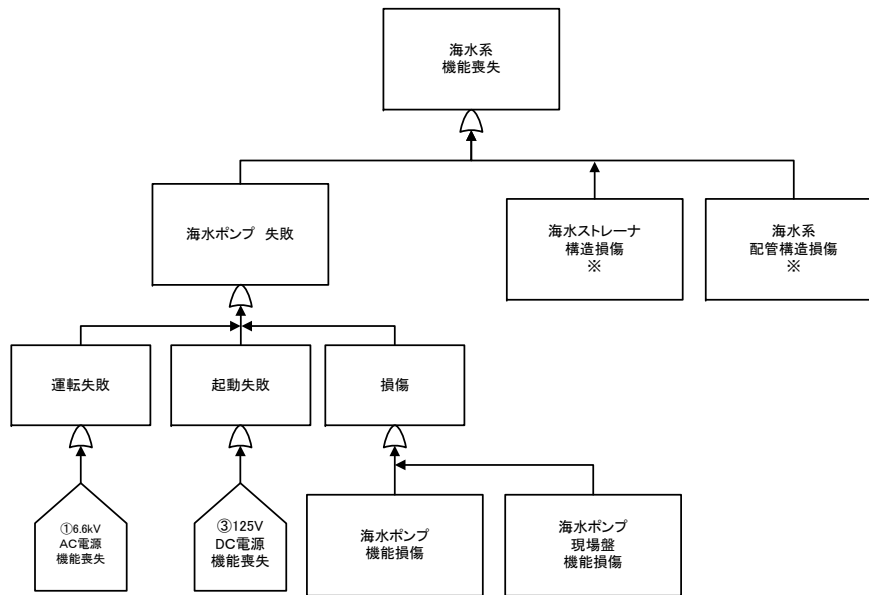 海水系
機能喪失
海水ポンプ 失敗
海水ストレーナ
構造損傷
※
海水系
配管構造損傷
※
運転失敗
起動失敗
損傷
①6.6kV
AC電源
機能喪失
③125V
DC電源
機能喪失
海水ポンプ
機能損傷
海水ポンプ
現場盤
機能損傷